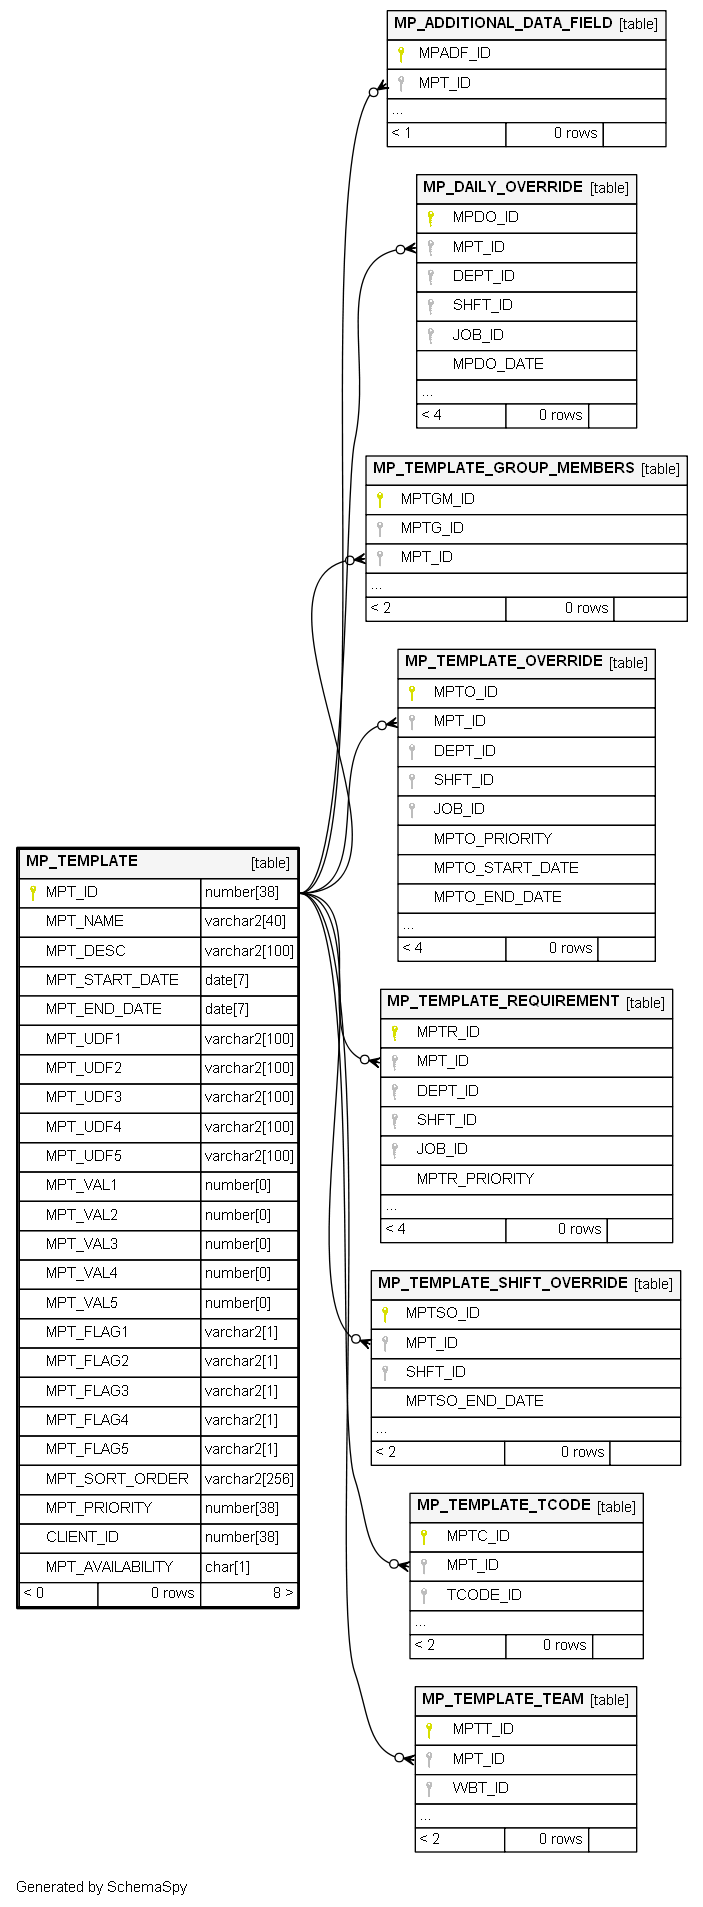 MP_ADDITIONAL_DATA_FIELD [table]
MPADF_ID
MPT_ID
...
< 1 0 rows
MP_DAILY_OVERRIDE [table]
MPDO_ID
MPT_ID
DEPT_ID
SHFT_ID
JOB_ID
MPDO_DATE
...
< 4 0 rows
MP_TEMPLATE_GROUP_MEMBERS [table]
MPTGM_ID
MPTG_ID
MPT_ID
...
< 2 0 rows
MP_TEMPLATE_OVERRIDE [table]
MPTO_ID
MPT_ID
DEPT_ID
SHFT_ID
JOB_ID
MPTO_PRIORITY
MPTO_START_DATE
MPTO_END_DATE
...
< 4 0 rows
MP_TEMPLATE [table]
MPT_ID number[38]
MPT_NAME varchar2[40]
MPT_DESC varchar2[100]
MPT_START_DATE date[7]
MPT_END_DATE date[7]
MPT_UDF1 varchar2[100]
MPT_UDF2 varchar2[100]
MPT_UDF3 varchar2[100]
MPT_UDF4 varchar2[100]
MPT_UDF5 varchar2[100]
MPT_VAL1 number[0]
MPT_VAL2 number[0]
MPT_VAL3 number[0]
MPT_VAL4 number[0]
MPT_VAL5 number[0]
MPT_FLAG1 varchar2[1]
MPT_FLAG2 varchar2[1]
MPT_FLAG3 varchar2[1]
MPT_FLAG4 varchar2[1]
MPT_FLAG5 varchar2[1]
MPT_SORT_ORDER varchar2[256]
MPT_PRIORITY number[38]
CLIENT_ID number[38]
MPT_AVAILABILITY char[1]
< 0 0 rows 8 >
MP_TEMPLATE_REQUIREMENT [table]
MPTR_ID
MPT_ID
DEPT_ID
SHFT_ID
JOB_ID
MPTR_PRIORITY
...
< 4 0 rows
MP_TEMPLATE_SHIFT_OVERRIDE [table]
MPTSO_ID
MPT_ID
SHFT_ID
MPTSO_END_DATE
...
< 2 0 rows
MP_TEMPLATE_TCODE [table]
MPTC_ID
MPT_ID
TCODE_ID
...
< 2 0 rows
MP_TEMPLATE_TEAM [table]
MPTT_ID
MPT_ID
WBT_ID
...
< 2 0 rows
Generated by SchemaSpy